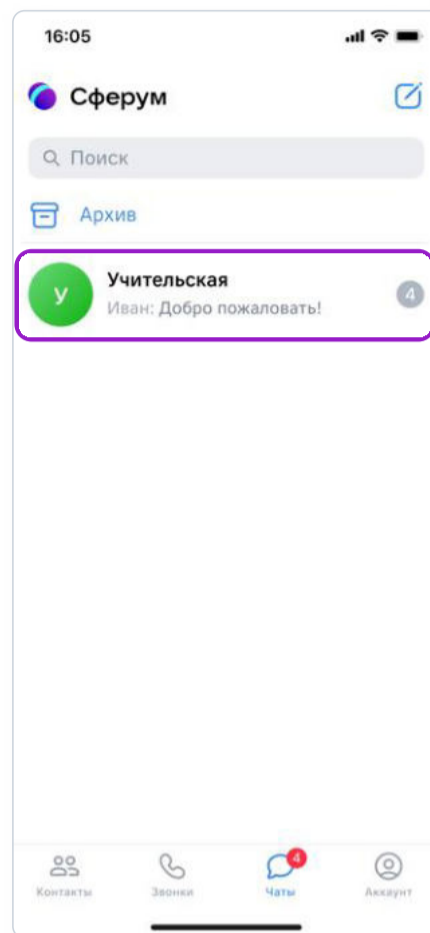 16:05
Сферум
Поиск
Архив
У
Учительская
Иван: Добро пожаловать!
4
4
Контакты
Звонки
Чаты
Аккаунт